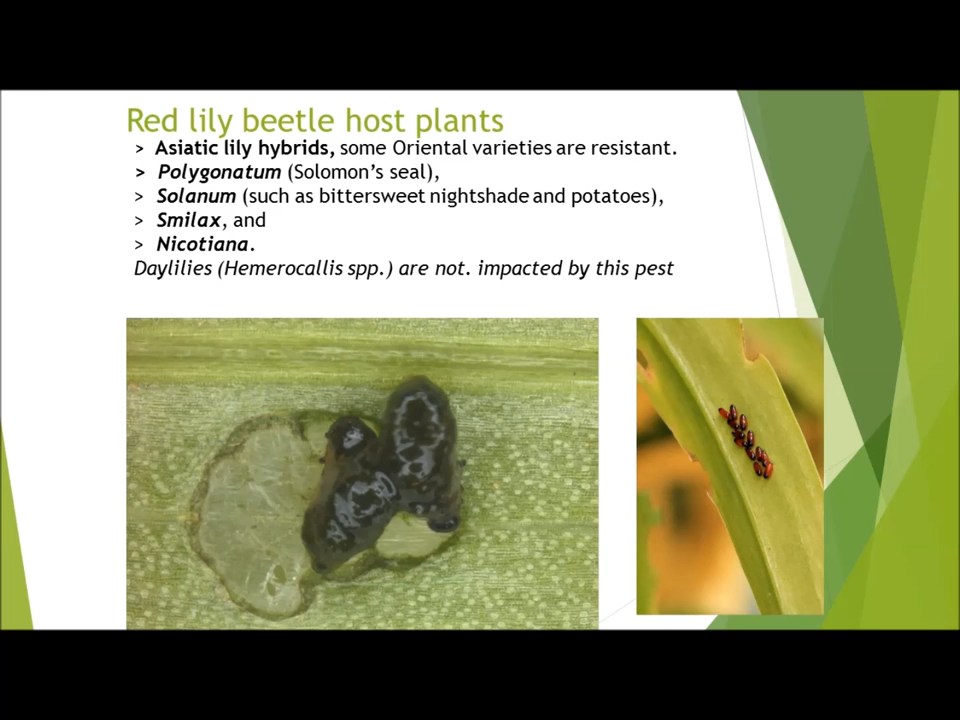 Red lily beetle host plants
> Asiatic lily hybrids, some Oriental varieties are resistant.
> Polygonatum (Solomon's seal),
> Solanum (such as bittersweet nightshade and potatoes),
> Smilax, and
> Nicotiana.
Daylilies (Hemerocallis spp.) are not. impacted by this pest